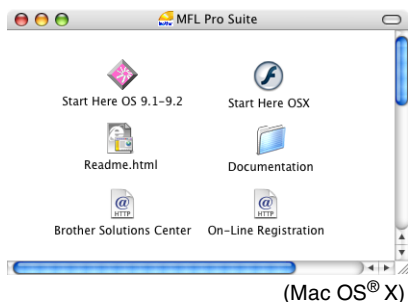 MFL Pro Suite
Start Here OS 9.1-9.2
Start Here OSX
Readme.html
Documentation
@
HTTP
@
HTTP
Brother Solutions Center
On-Line Registration
(Mac OS® X)